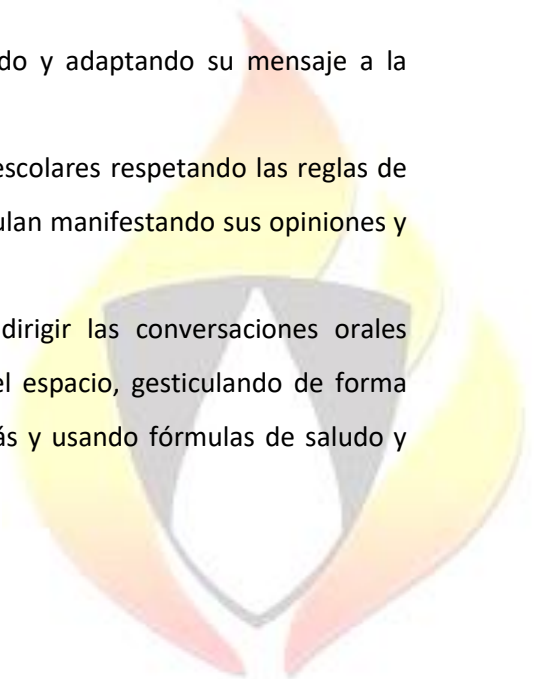 do y adaptando su mensaje a la
escolares respetando las reglas de
ulan manifestando sus opiniones y
dirigir las conversaciones orales
el espacio, gesticulando de forma
ás y usando fórmulas de saludo y